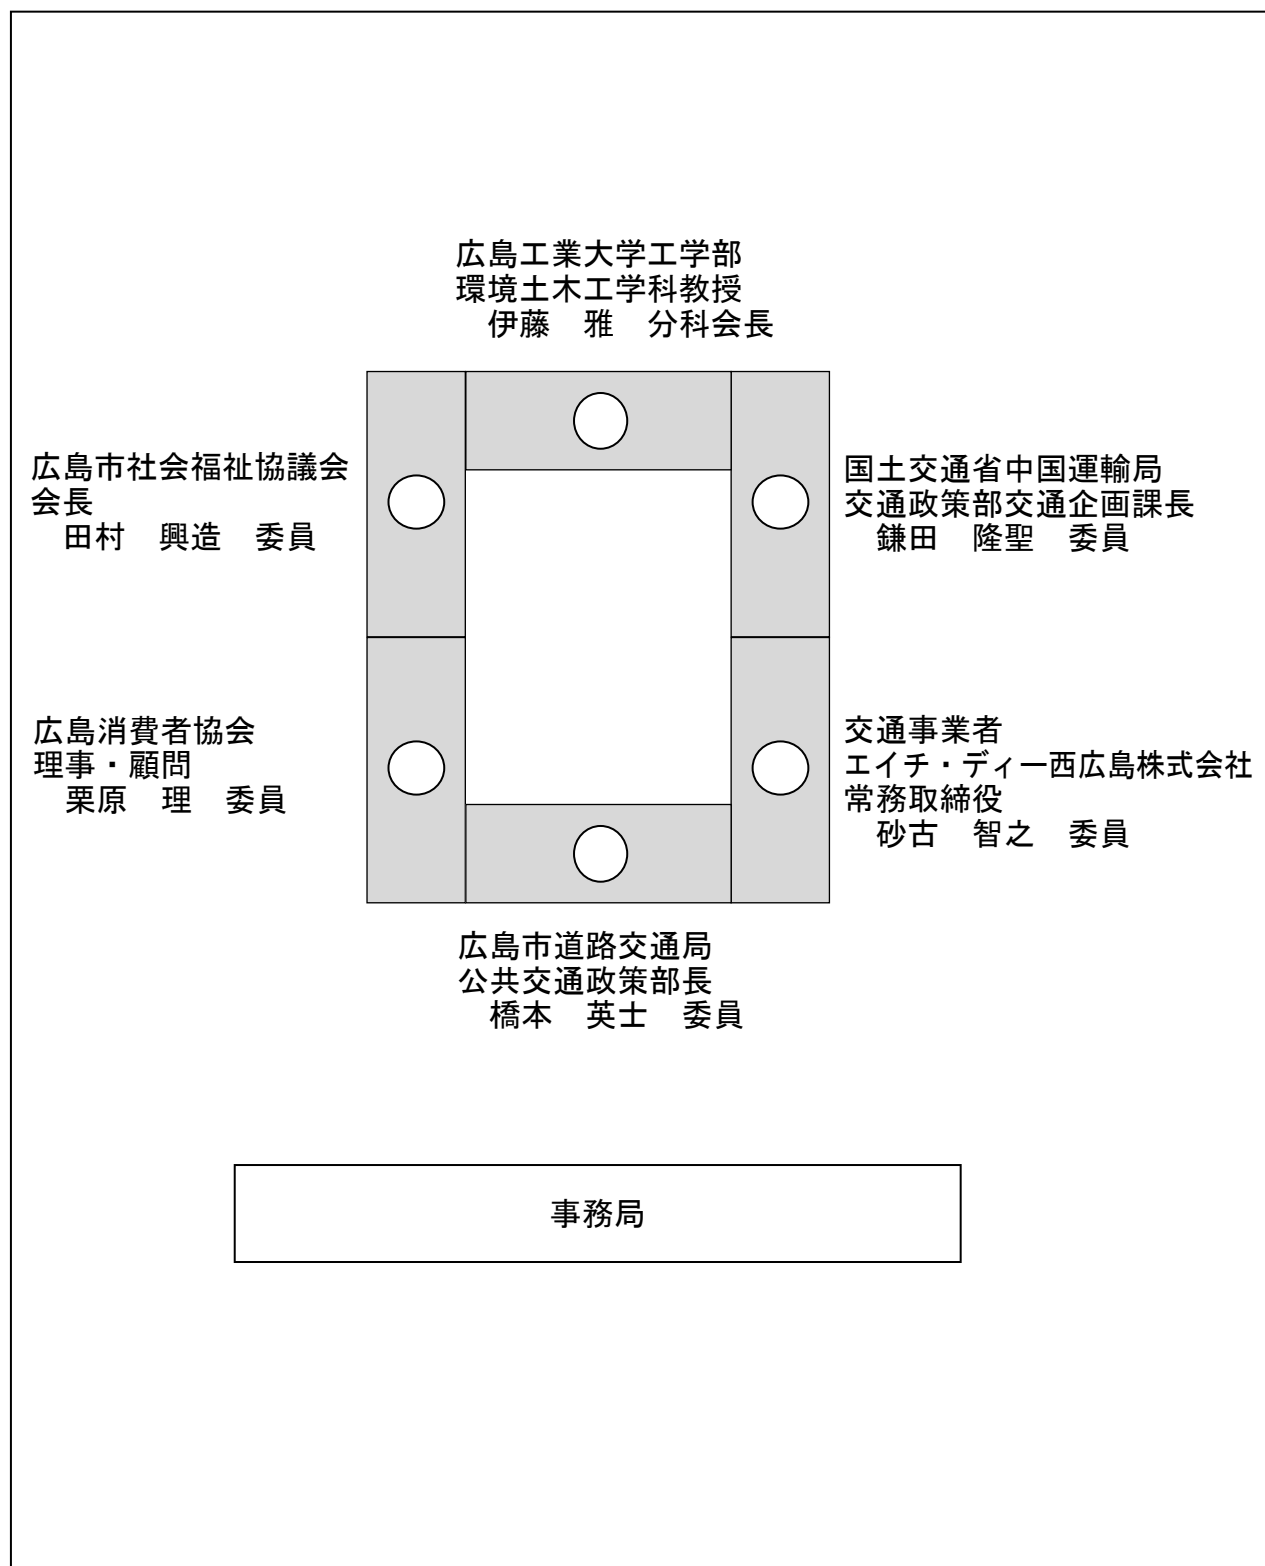 広島工業大学工学部
環境土木工学科教授
伊藤　雅　分科会長
広島市社会福祉協議会
会長
田村　興造　委員
国土交通省中国運輸局
交通政策部交通企画課長
鎌田　隆聖　委員
広島消費者協会
理事・顧問
栗原　理　委員
交通事業者
エイチ・ディー西広島株式会社
常務取締役
砂古　智之　委員
広島市道路交通局
公共交通政策部長
橋本　英士　委員
事務局